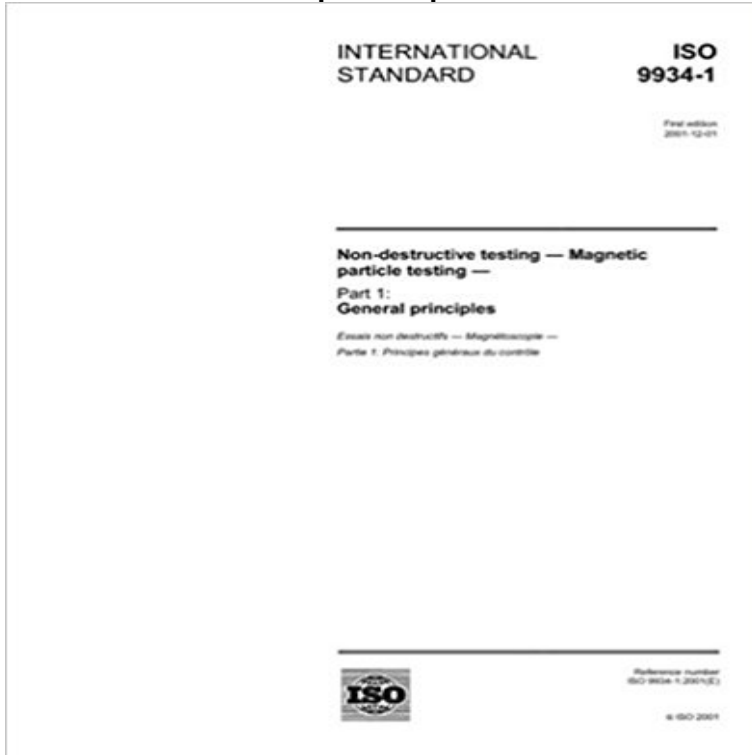 INTERNATIONAL
STANDARD
ISO
9934-1
First edition
2001-12-01
Non-destructive testing — Magnetic
particle testing —
Part 1:
General principles
Essais non destructifs — Magnétoscopie —
Partie 1: Principes généraux du contrôle
ISO
Reference number
ISO 9934-1:2001(E)
© ISO 2001